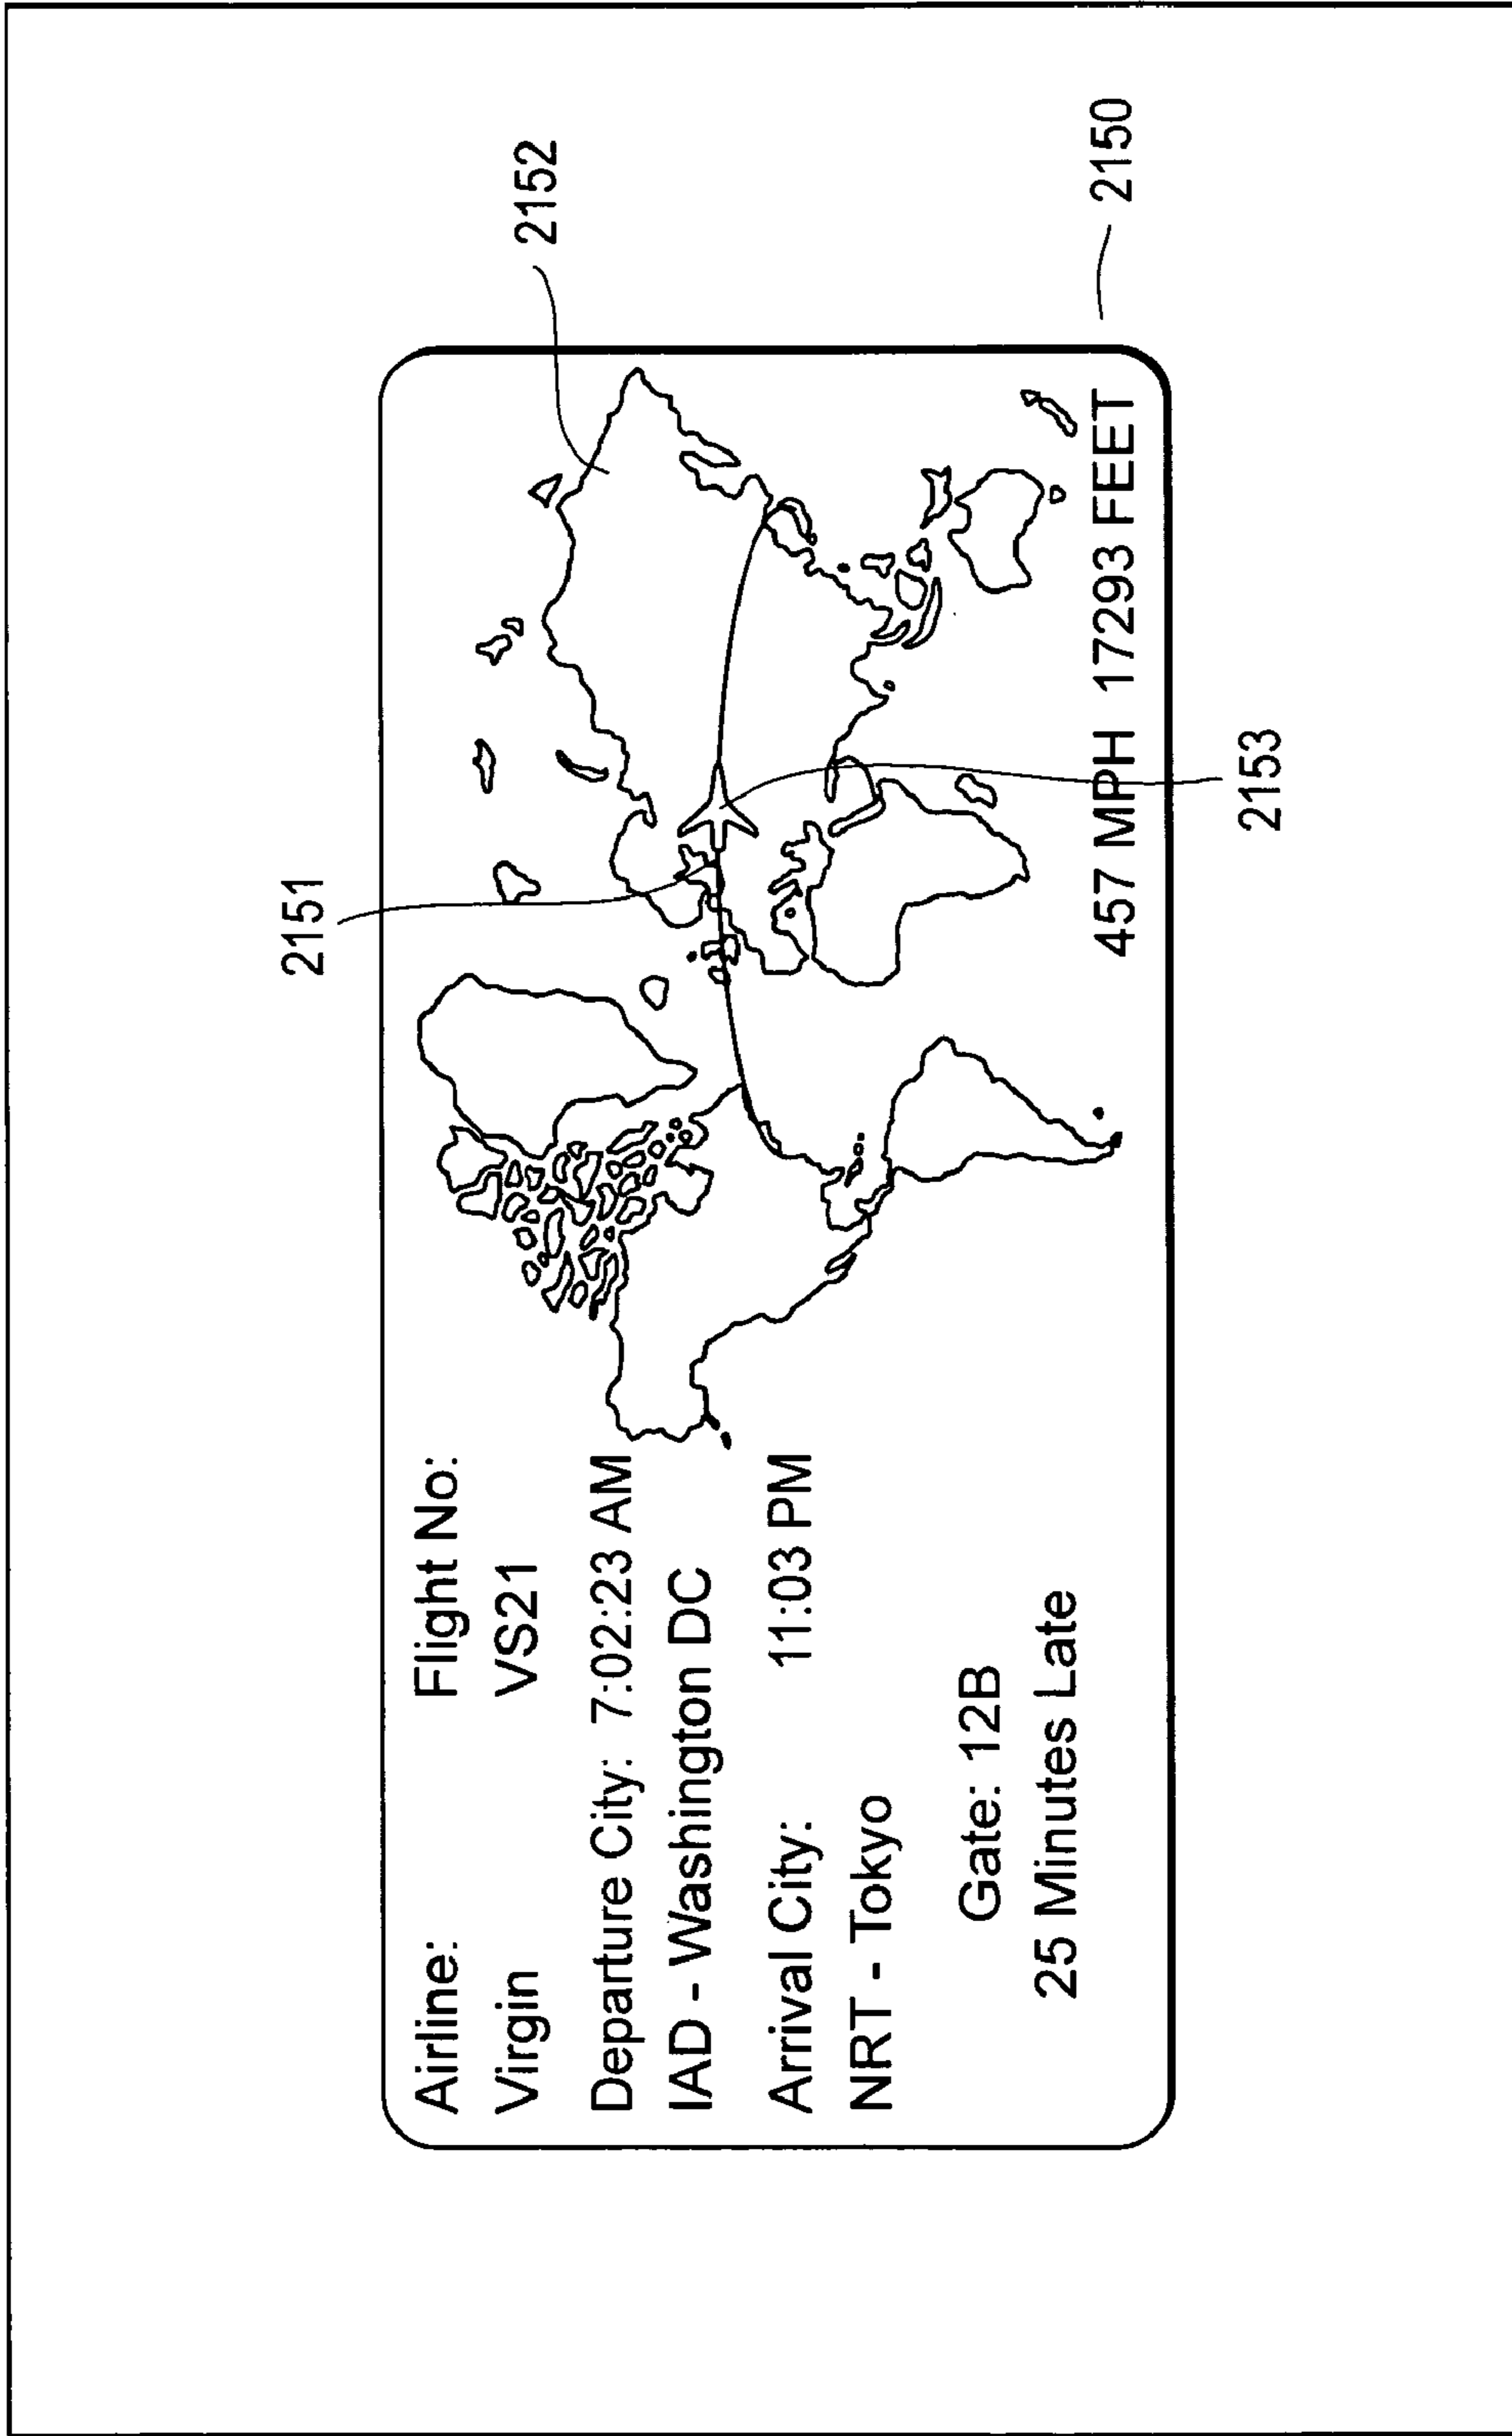 2151
2152
Airline: Flight No:
Virgin VS21
Departure City: 7:02:23 AM
IAD - Washington DC
Arrival City: 11:03 PM
NRT - Tokyo
Gate: 12B
25 Minutes Late
457 MPH 17293 FEET
2150
2153